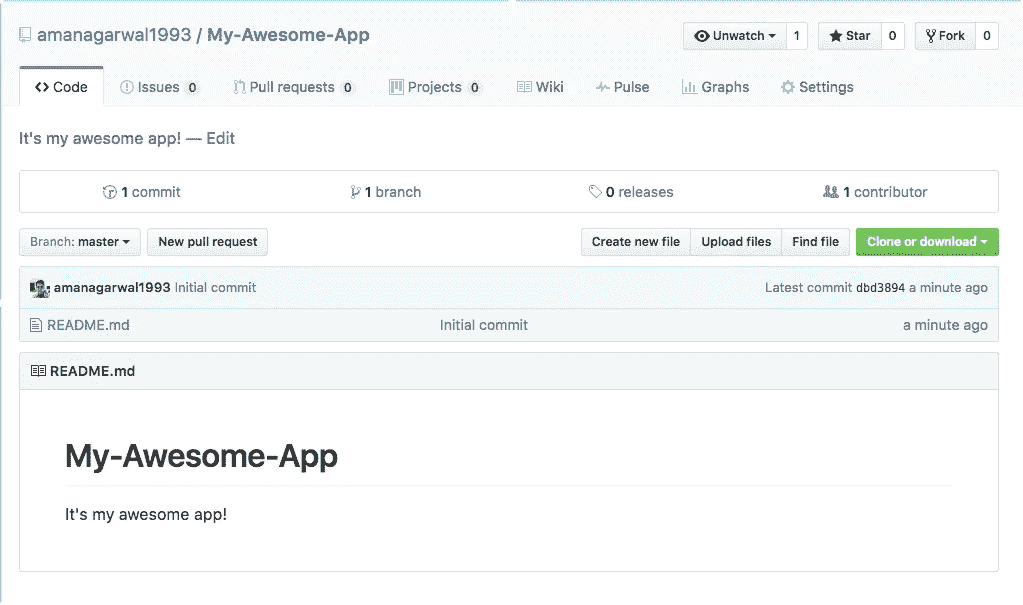 amanagarwal1993 / My-Awesome-App Unwatch 1 Star 0 Fork 0
Code Issues 0 Pull requests 0 Projects 0 Wiki Pulse Graphs Settings
It's my awesome app! — Edit
1 commit 1 branch 0 releases 1 contributor
Branch: master New pull request Create new file Upload files Find file Clone or download
amanagarwal1993 Initial commit Latest commit dbd3894 a minute ago
README.md Initial commit a minute ago
README.md
My-Awesome-App
It's my awesome app!